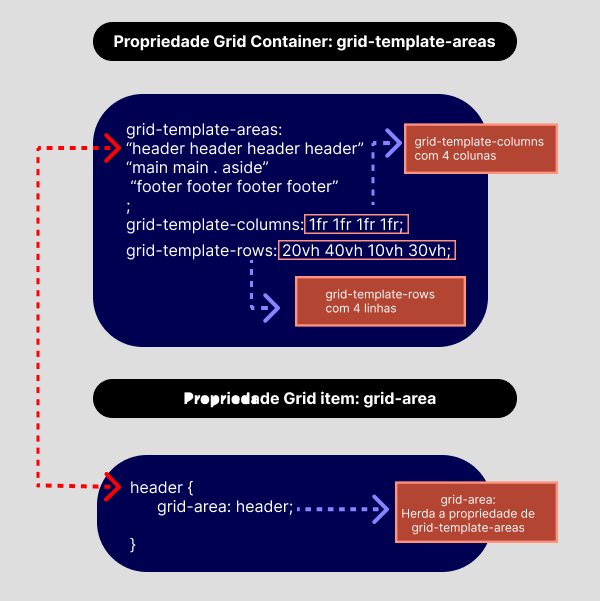 Propriedade Grid Container: grid-template-areas
grid-template-areas:
“header header header header”
“main main . aside”
“footer footer footer footer”
;
grid-template-columns: 1fr 1fr 1fr 1fr;
grid-template-rows: 20vh 40vh 10vh 30vh;
grid-template-columns
com 4 colunas
grid-template-rows
com 4 linhas
Propriedade Grid item: grid-area
header {
grid-area: header;
}
grid-area:
Herda a propriedade de
grid-template-areas